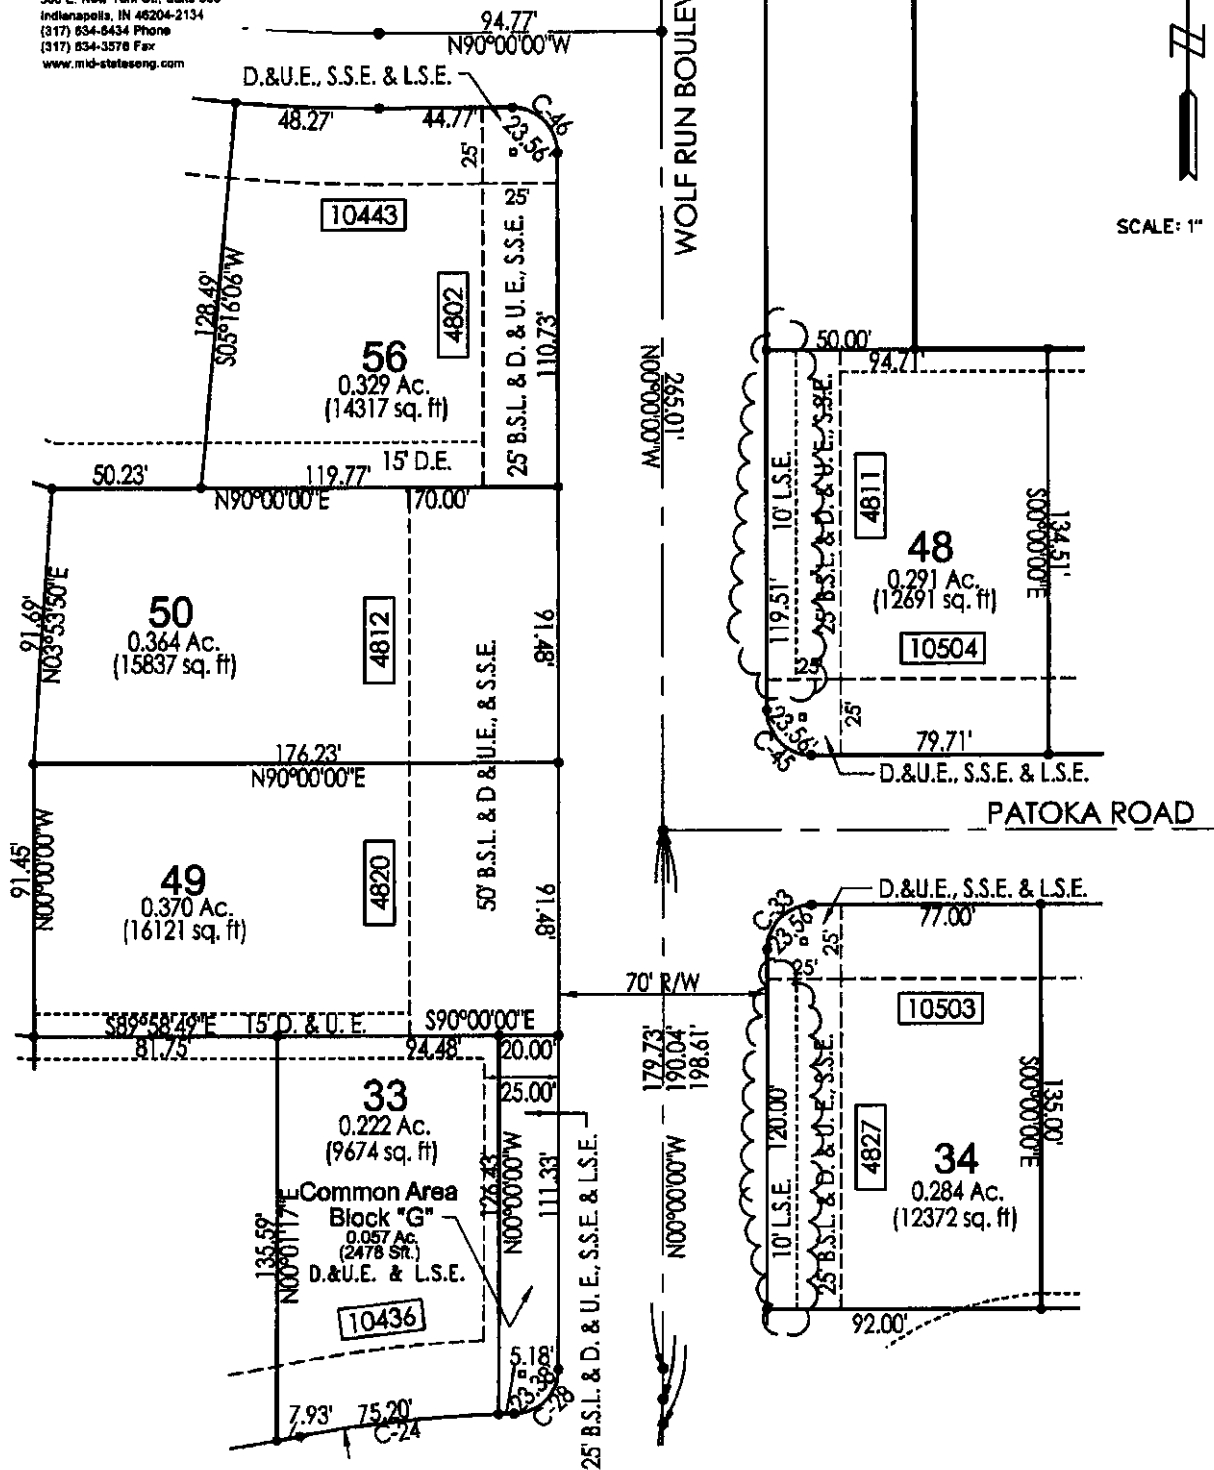 Indianapolis, IN 46204-2134
(317) 634-6434 Phone
(317) 634-3576 Fax
www.mid-stateseng.com
94.77'
N90°00'00"W
D.&U.E., S.S.E. & L.S.E.
48.27'
44.77'
C-46
23.56'
25'
25'
10443
WOLF RUN BOULEV
SCALE: 1"
128.49'
S05°16'06"W
4802
25' B.S.L. & D. & U. E., S.S.E.
110.73'
56
0.329 Ac.
(14317 sq. ft)
15' D.E.
N00°00'00"W
265.01'
50.00'
94.71'
10' L.S.E.
25' B.S.L. & D. & U. E., S.S.E.
4811
119.51'
48
0.291 Ac.
(12691 sq. ft)
10504
S00°00'00"E
134.51'
25'
25'
23.56'
C-45
79.71'
D.&U.E., S.S.E. & L.S.E.
50.23'
119.77'
N90°00'00"E
170.00'
91.69'
N03°53'50"E
50
0.364 Ac.
(15837 sq. ft)
4812
91.48'
50' B.S.L. & D & U.E., & S.S.E.
176.23'
N90°00'00"E
PATOKA ROAD
91.45'
N00°00'00"W
49
0.370 Ac.
(16121 sq. ft)
4820
91.48'
70' R/W
D.&U.E., S.S.E. & L.S.E.
C-33
23.56'
77.00'
25'
25'
10503
S89°58'49"E
15' D. & U. E.
S90°00'00"E
81.75'
94.48'
20.00'
25.00'
179.73'
190.04'
198.61'
N00°00'00"W
33
0.222 Ac.
(9674 sq. ft)
Common Area
Block "G"
0.057 Ac.
(2478 Sft.)
D.&U.E. & L.S.E.
10436
135.59'
N00°01'17"E
126.43'
N00°00'00"W
111.33'
25' B.S.L. & D. & U. E., S.S.E. & L.S.E.
120.00'
10' L.S.E.
25' B.S.L. & D. & U. E., S.S.E.
4827
34
0.284 Ac.
(12372 sq. ft)
S00°00'00"E
135.00'
92.00'
5.18'
C-28
7.93'
75.20'
C-24